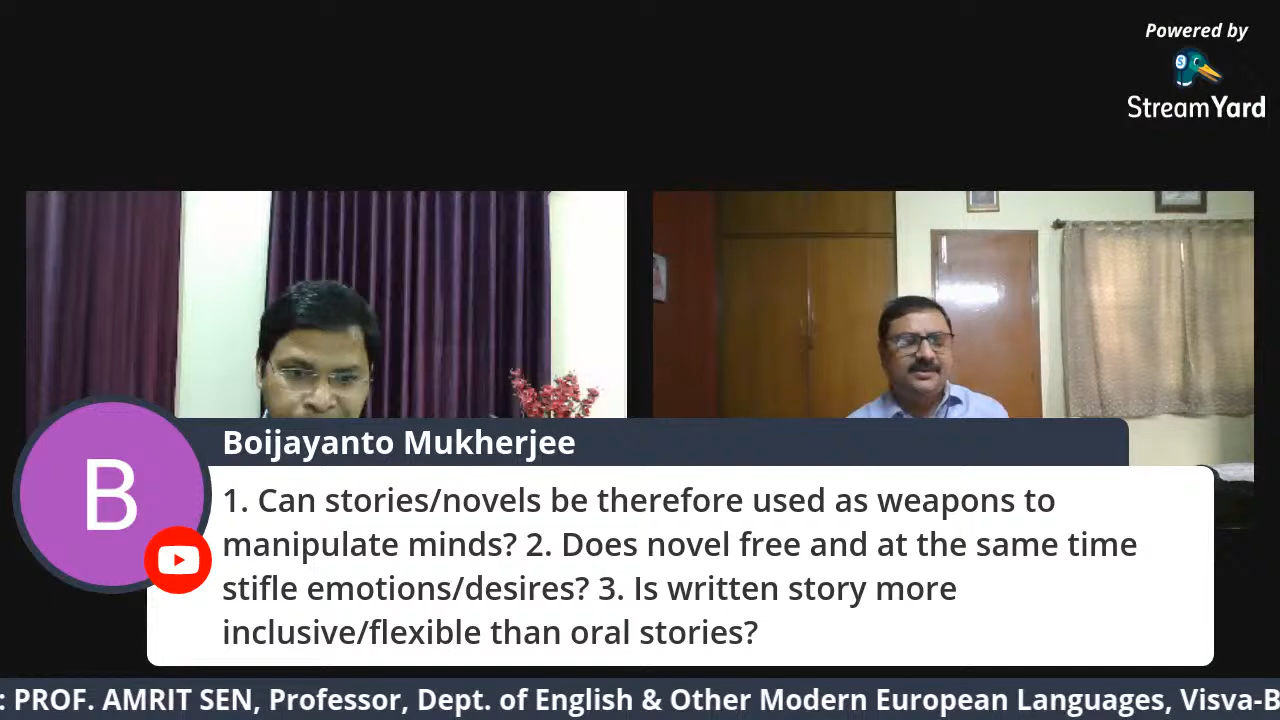 Powered by
S
StreamYard
B
Boijayanto Mukherjee
1. Can stories/novels be therefore used as weapons to
manipulate minds? 2. Does novel free and at the same time
stifle emotions/desires? 3. Is written story more
inclusive/flexible than oral stories?
: PROF. AMRIT SEN, Professor, Dept. of English & Other Modern European Languages, Visva-B